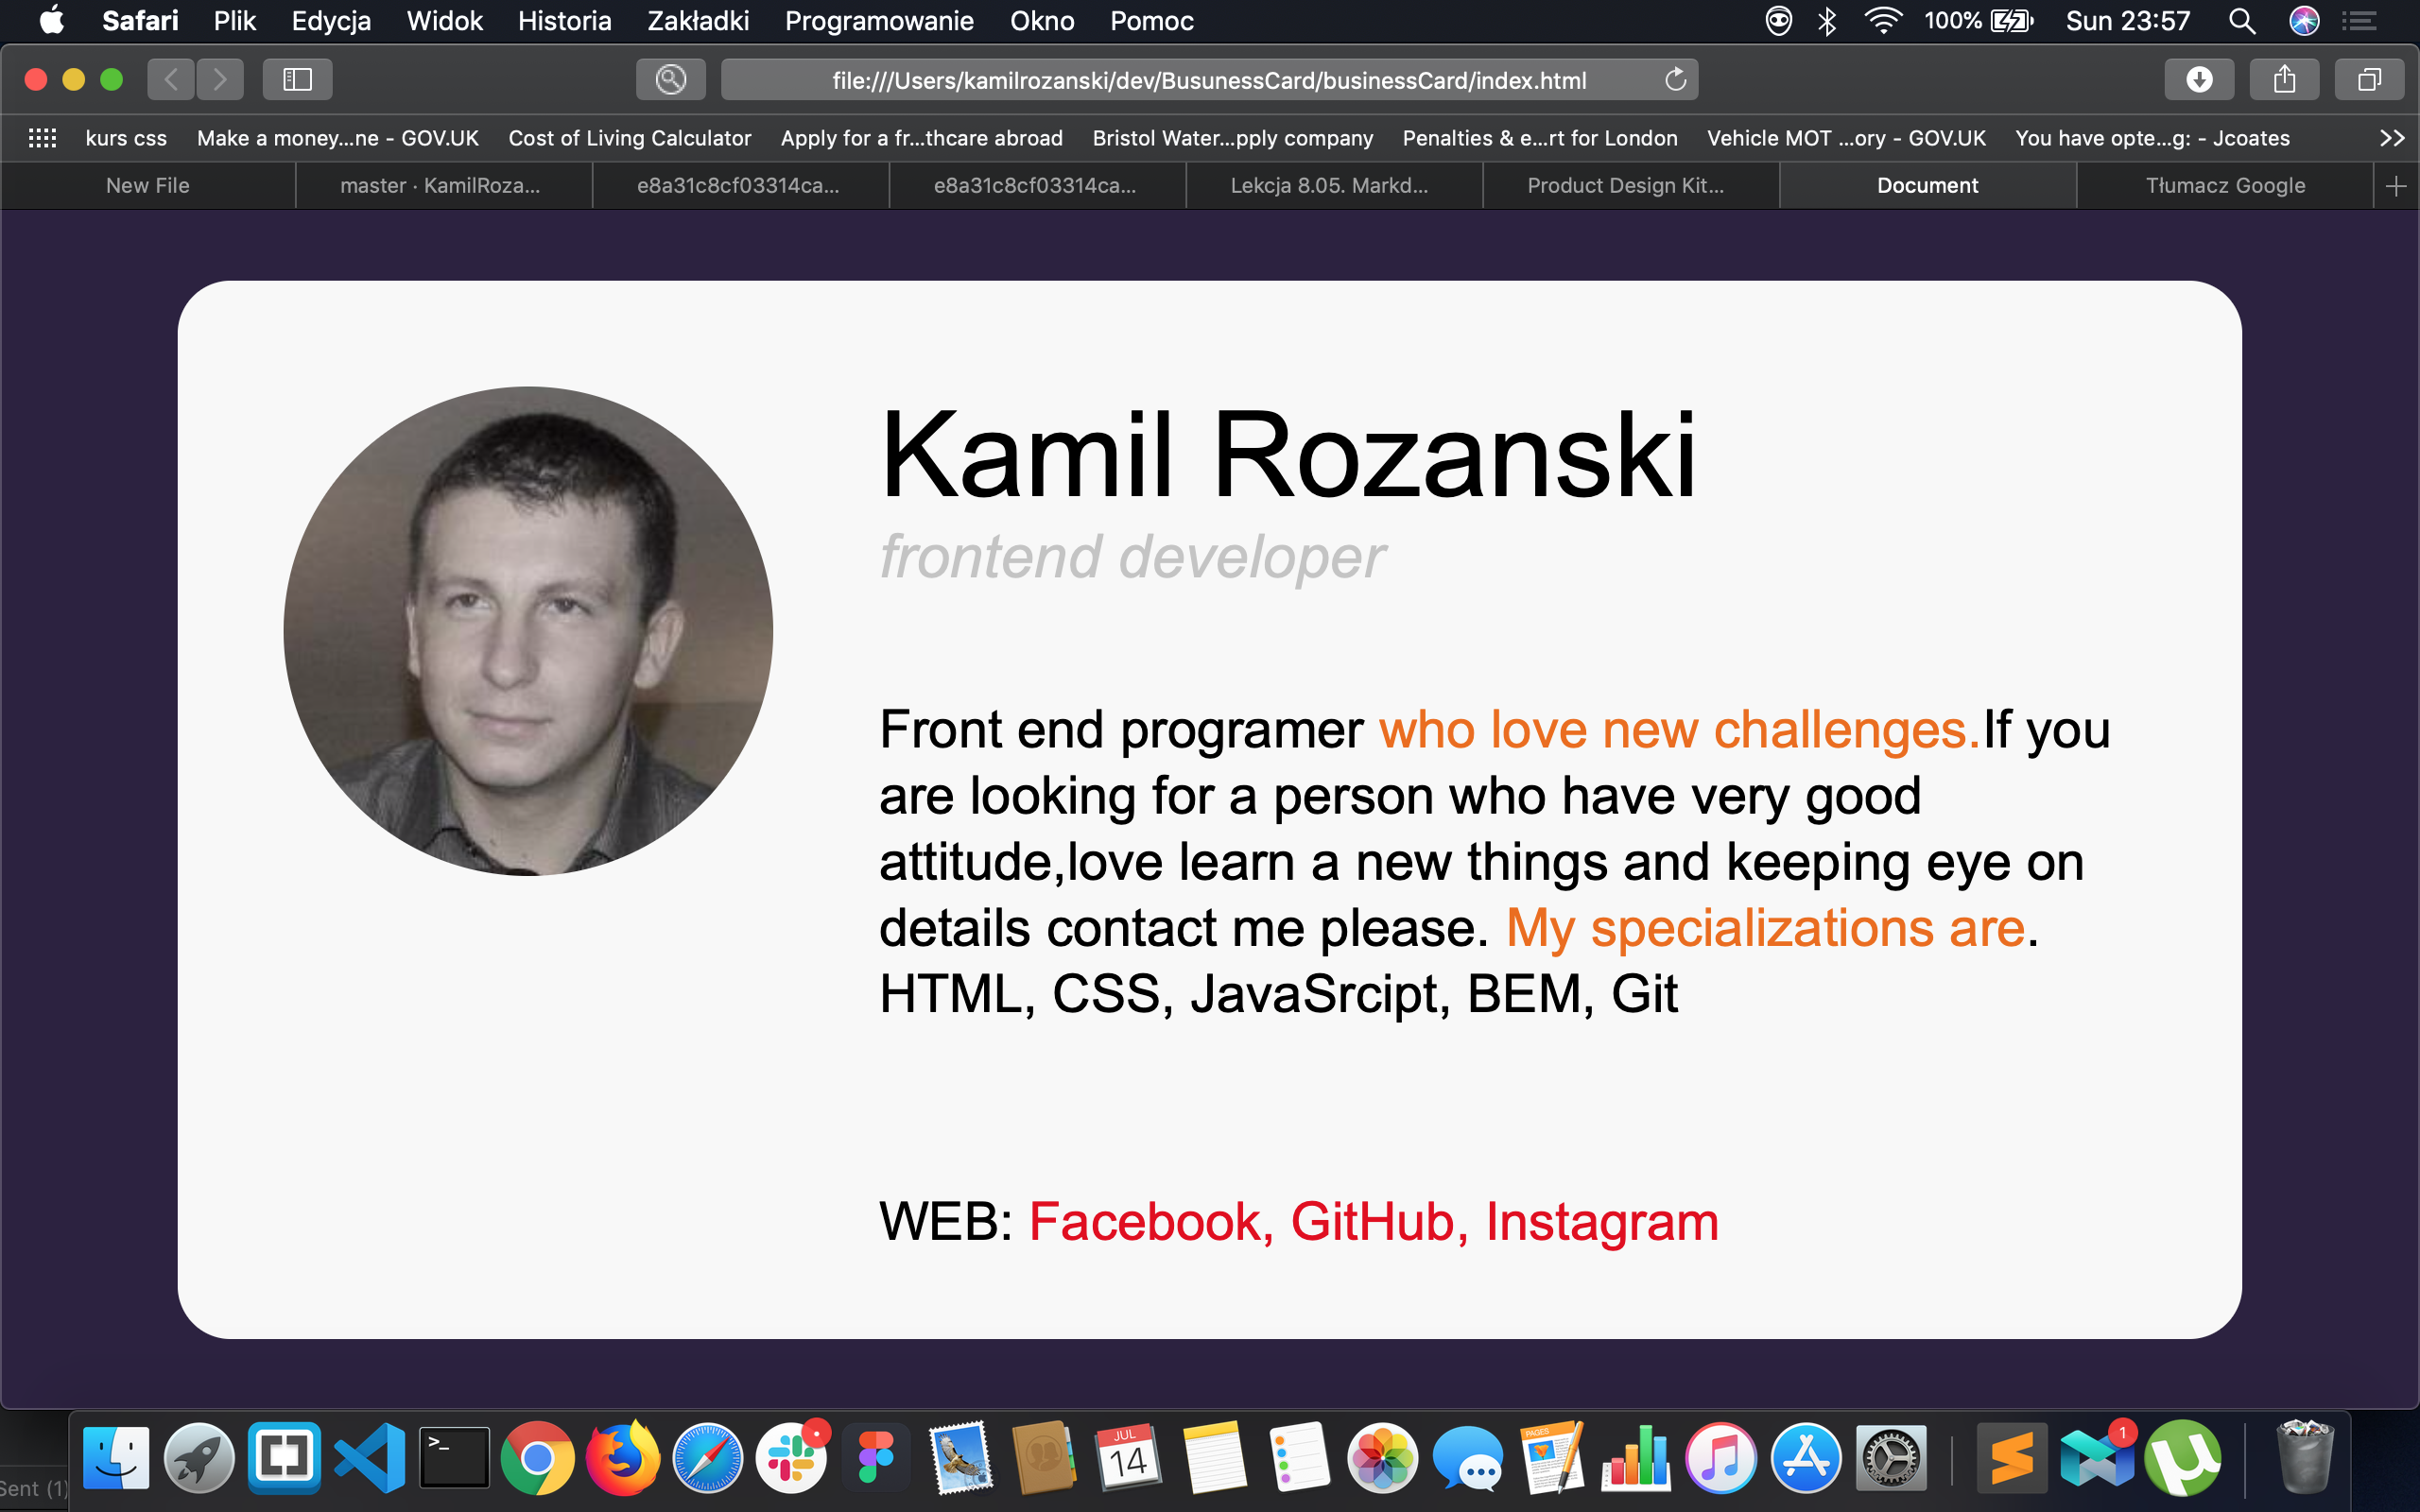 Safari Plik Edycja Widok Historia Zakładki Programowanie Okno Pomoc 100% Sun 23:57
file:///Users/kamilrozanski/dev/BusunessCard/businessCard/index.html
kurs css Make a money...ne - GOV.UK Cost of Living Calculator Apply for a fr...thcare abroad Bristol Water...pply company Penalties & e...rt for London Vehicle MOT ...ory - GOV.UK You have opte...g: - Jcoates
New File master · KamilRoza... e8a31c8cf03314ca... e8a31c8cf03314ca... Lekcja 8.05. Markd... Product Design Kit... Document Tłumacz Google
Kamil Rozanski
frontend developer
Front end programer who love new challenges.If you
are looking for a person who have very good
attitude,love learn a new things and keeping eye on
details contact me please. My specializations are.
HTML, CSS, JavaSrcipt, BEM, Git
WEB: Facebook, GitHub, Instagram
JUL
14
PAGES
1
Sent (1)